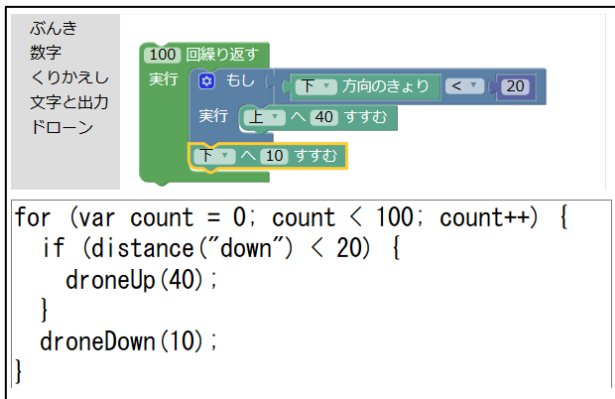 ぶんき
数字
くりかえし
文字と出力
ドローン
100 回繰り返す
実行 もし 下 方向のきょり < 20
実行 上 へ 40 すすむ
下 へ 10 すすむ
for (var count = 0; count < 100; count++) {
if (distance("down") < 20) {
droneUp(40);
}
droneDown(10);
}